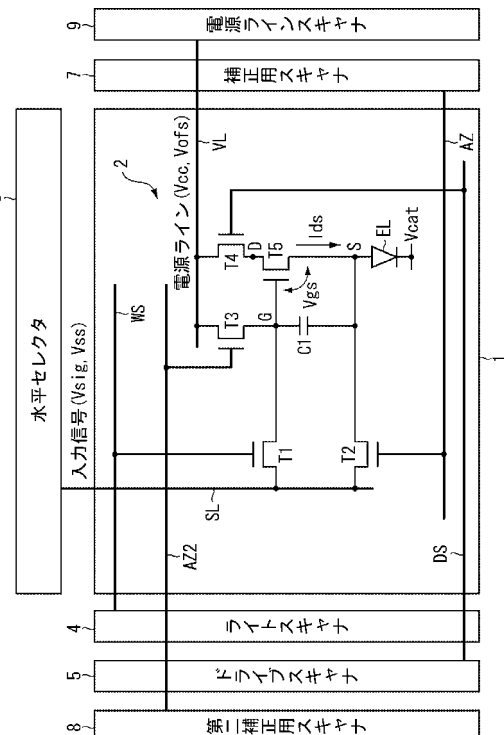 水平セレクタ
入力信号(Vsig, Vss)
電源ライン(Vcc, Vofs)
2
WS
VL
SL
AZ2
T1
T2
T3
T4
T5
D
G
S
C1
Vgs
Ids
EL
Vcat
AZ
DS
1
4
ライトスキャナ
5
ドライブスキャナ
8
第二補正用スキャナ
7
補正用スキャナ
9
電源ラインスキャナ